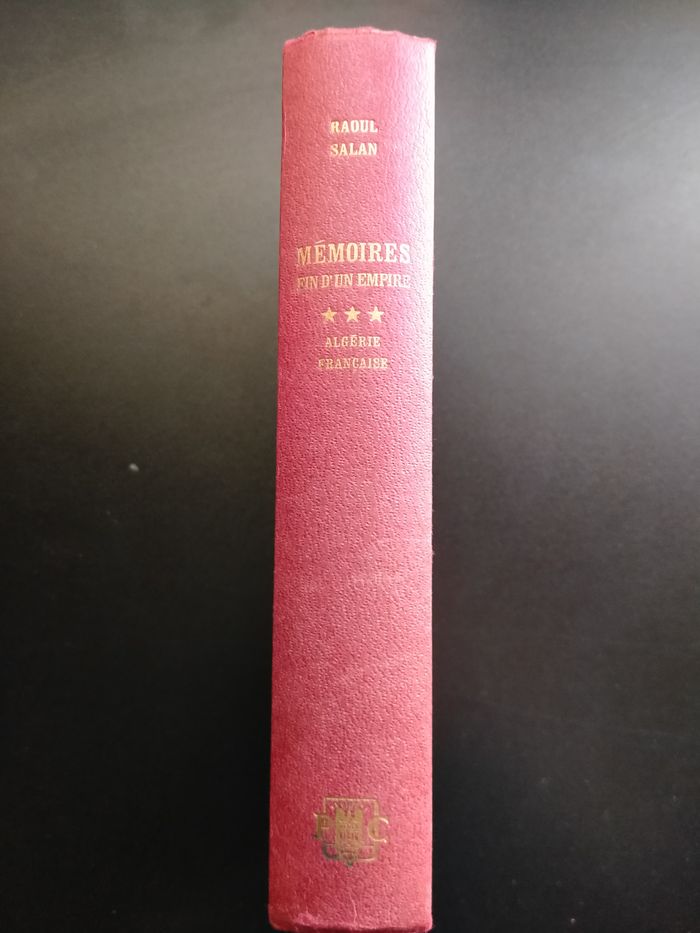 RAOUL
SALAN
MÉMOIRES
FIN D'UN EMPIRE
ALGÉRIE
FRANÇAISE
P C